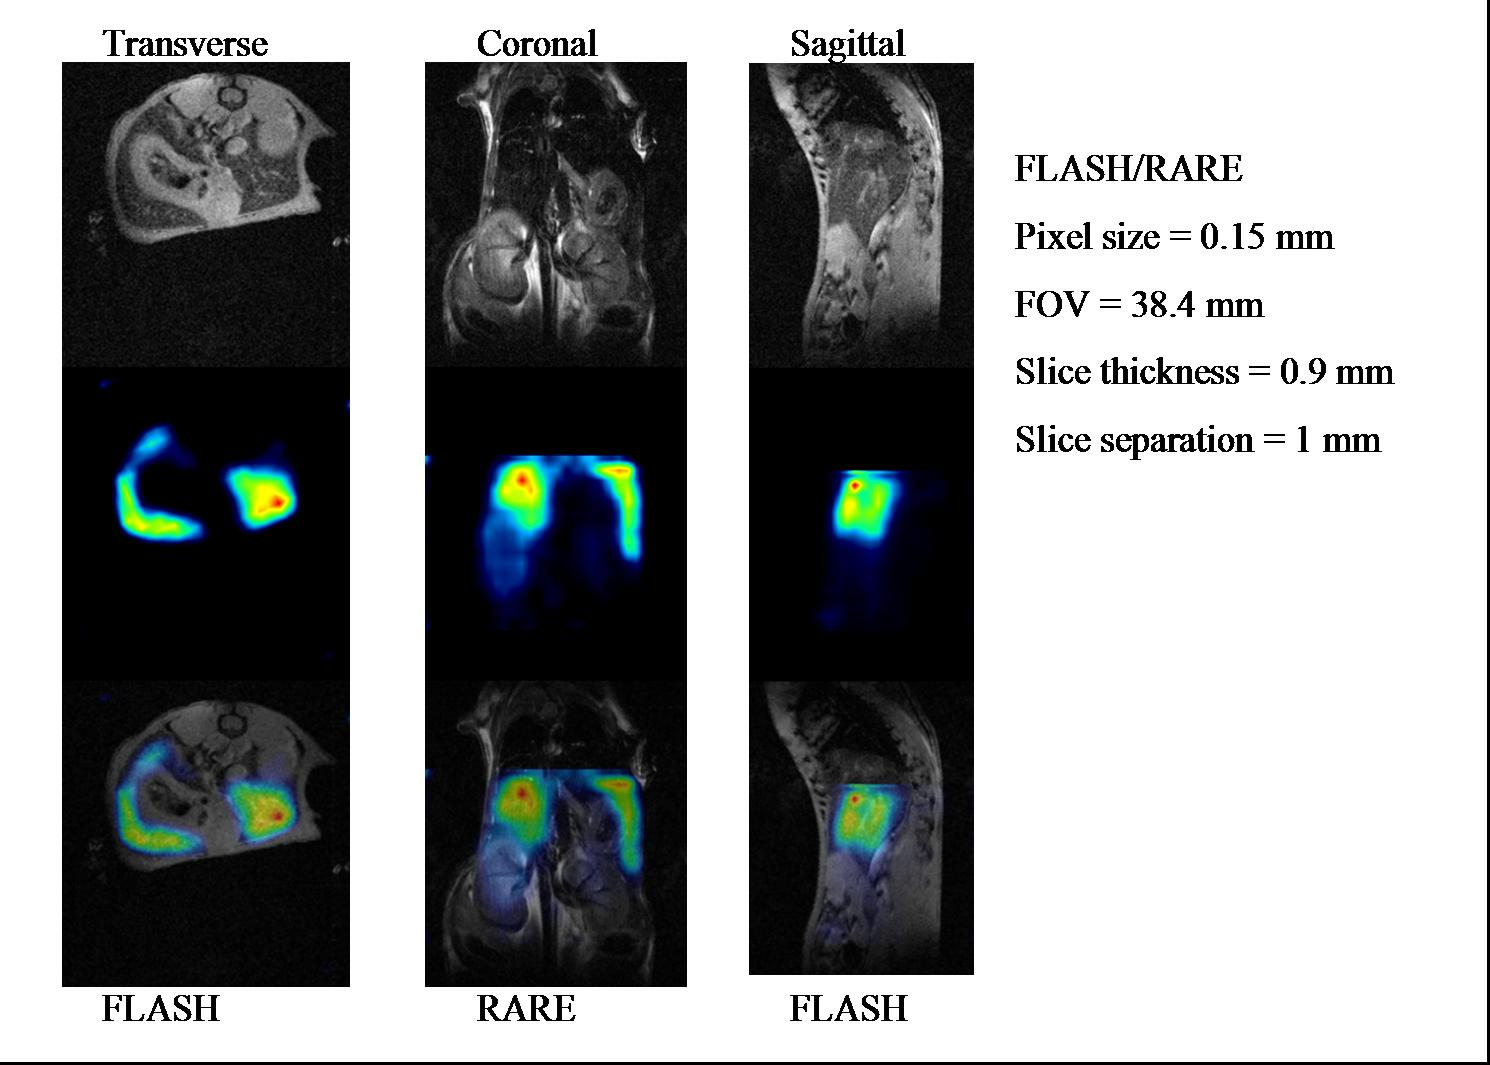 Transverse
Coronal
Sagittal
FLASH/RARE
Pixel size = 0.15 mm
FOV = 38.4 mm
Slice thickness = 0.9 mm
Slice separation = 1 mm
FLASH
RARE
FLASH